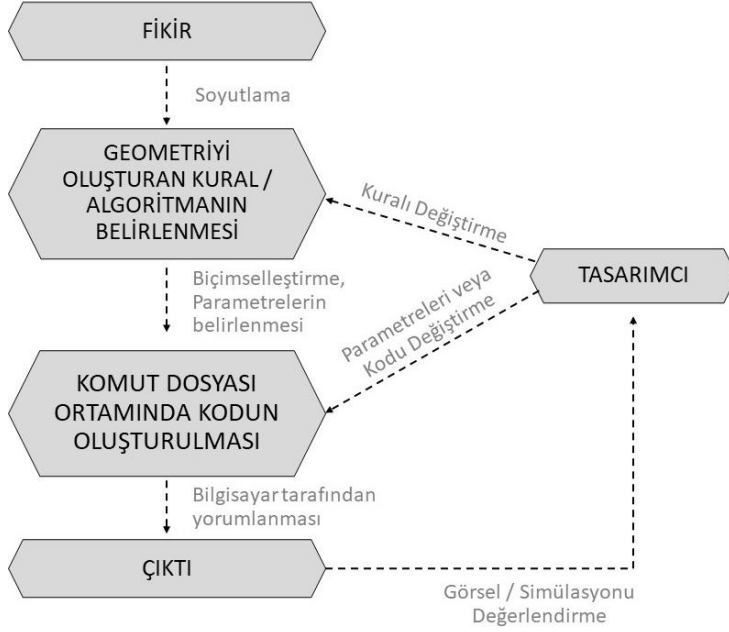 FİKİR
Soyutlama
GEOMETRİYİ
OLUŞTURAN KURAL /
ALGORİTMANIN
BELİRLENMESİ
Kuralı Değiştirme
TASARIMCI
Biçimselleştirme,
Parametrelerin
belirlenmesi
Parametreleri veya
Kodu Değiştirme
KOMUT DOSYASI
ORTAMINDA KODUN
OLUŞTURULMASI
Bilgisayar tarafından
yorumlanması
ÇIKTI
Görsel / Simülasyonu
Değerlendirme